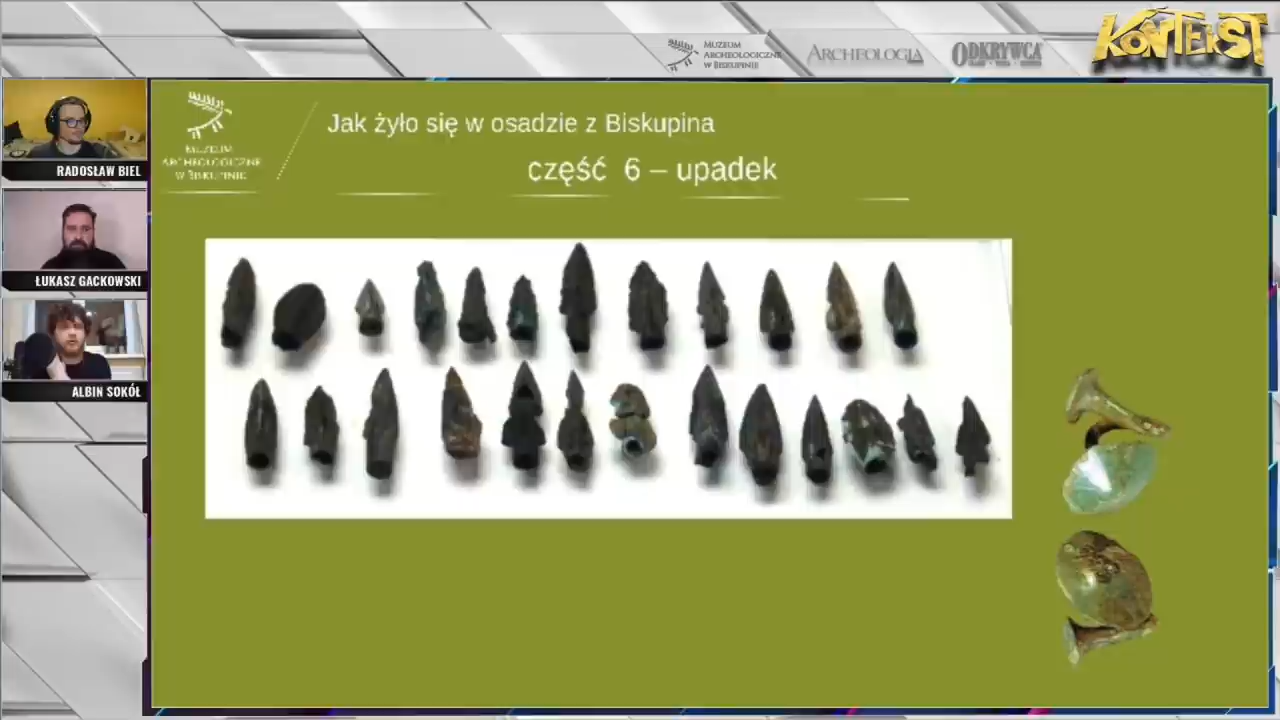 MUZEUM
ARCHEOLOGICZNE
W BISKUPINIE
ARCHEOLOGIA
ODKRYWCA
KONTEKST
RADOSŁAW BIEL
ŁUKASZ GACKOWSKI
ALBIN SOKÓŁ
MUZEUM
ARCHEOLOGICZNE
W BISKUPINIE
Jak żyło się w osadzie z Biskupina
część 6 – upadek